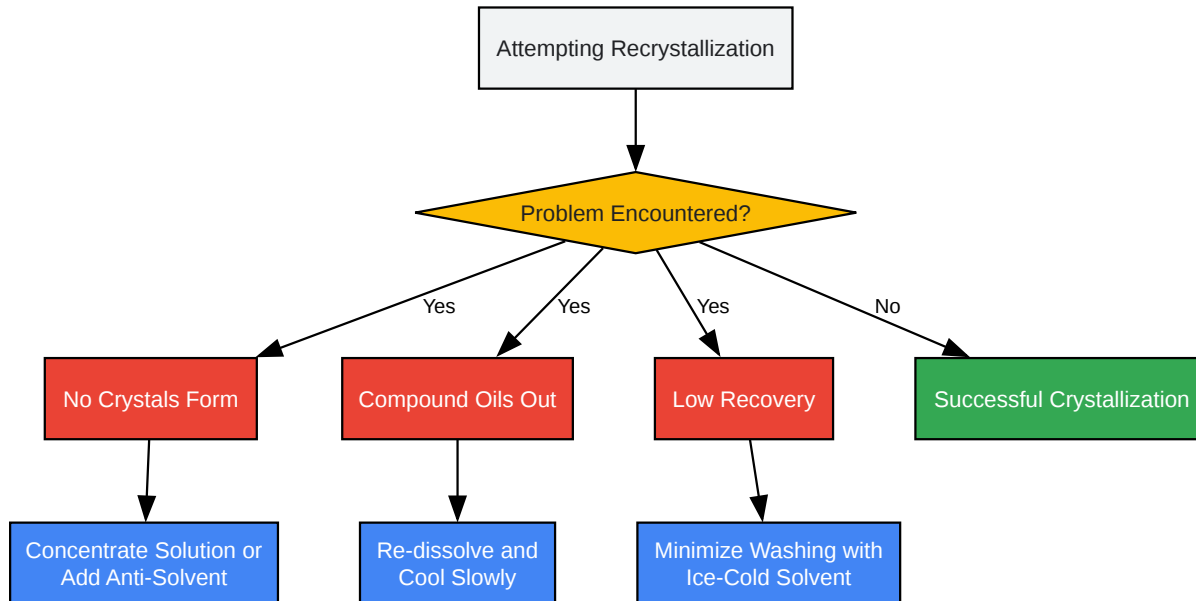 Attempting Recrystallization
Problem Encountered?
Yes
Yes
Yes
No
No Crystals Form
Compound Oils Out
Low Recovery
Successful Crystallization
Concentrate Solution or
Add Anti-Solvent
Re-dissolve and
Cool Slowly
Minimize Washing with
Ice-Cold Solvent